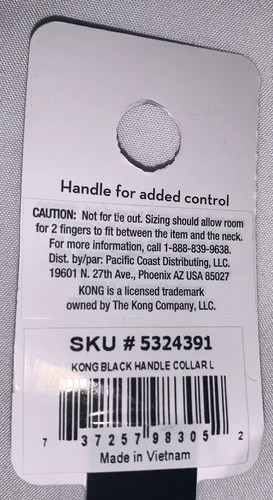 Handle for added control
CAUTION: Not for tie out. Sizing should allow room
for 2 fingers to fit between the item and the neck.
For more information, call 1-888-839-9638.
Dist. by/par: Pacific Coast Distributing, LLC.
19601 N. 27th Ave., Phoenix AZ USA 85027
KONG is a licensed trademark
owned by The Kong Company, LLC.
SKU # 5324391
KONG BLACK HANDLE COLLAR L
7 37257 98305 2
Made in Vietnam